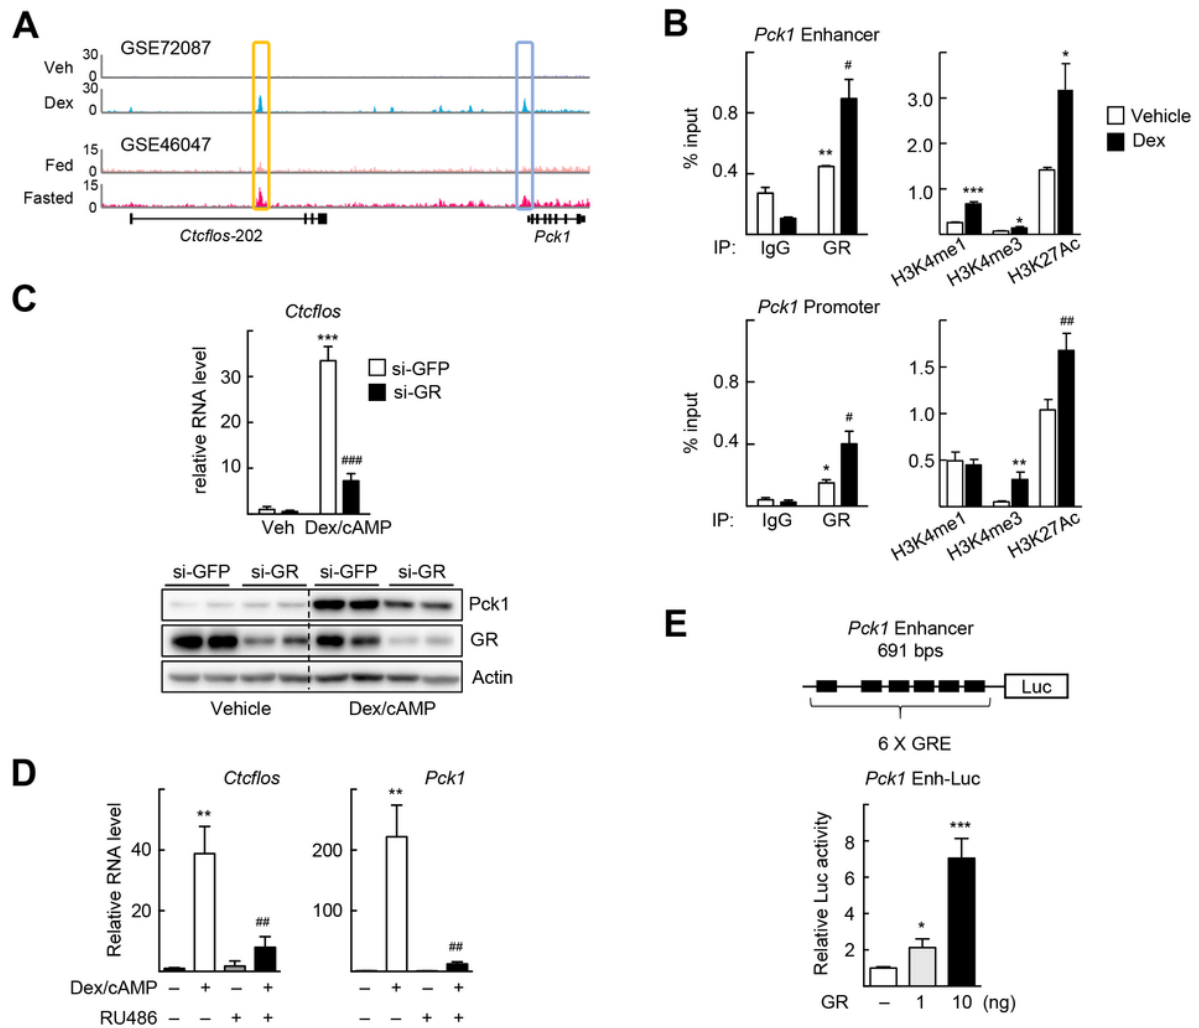 A
GSE72087
Veh
30
0
Dex
30
0
GSE46047
Fed
15
0
Fasted
15
0
Ctcflos-202
Pck1
B
Pck1 Enhancer
% input
0.8
0.4
**
#
IP:
IgG
GR
3.0
2.0
1.0
***
*
*
H3K4me1
H3K4me3
H3K27Ac
Vehicle
Dex
Pck1 Promoter
% input
0.8
0.4
*
#
IP:
IgG
GR
1.5
1.0
0.5
**
##
H3K4me1
H3K4me3
H3K27Ac
C
Ctcflos
relative RNA level
30
20
10
***
###
si-GFP
si-GR
Veh
Dex/cAMP
si-GFP si-GR si-GFP si-GR
Pck1
GR
Actin
Vehicle
Dex/cAMP
D
Ctcflos
Relative RNA level
40
20
**
##
Pck1
200
100
**
##
Dex/cAMP – + – + – + – +
RU486 – – + + – – + +
E
Pck1 Enhancer
691 bps
Luc
6 X GRE
Pck1 Enh-Luc
Relative Luc activity
8
6
4
2
*
***
GR – 1 10 (ng)